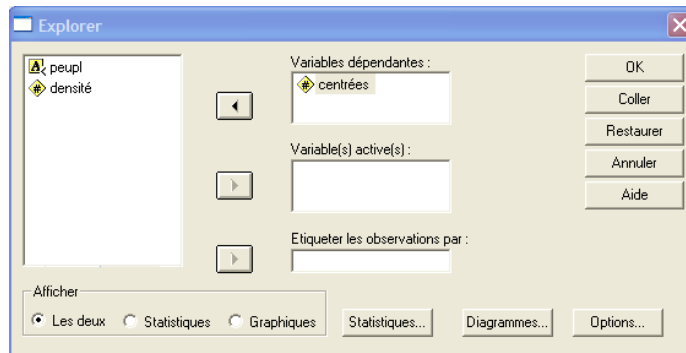 Explorer
peupl
densité
Variables dépendantes :
centrées
Variable(s) active(s) :
Etiqueter les observations par :
OK
Coller
Restaurer
Annuler
Aide
Afficher
Les deux
Statistiques
Graphiques
Statistiques...
Diagrammes...
Options...